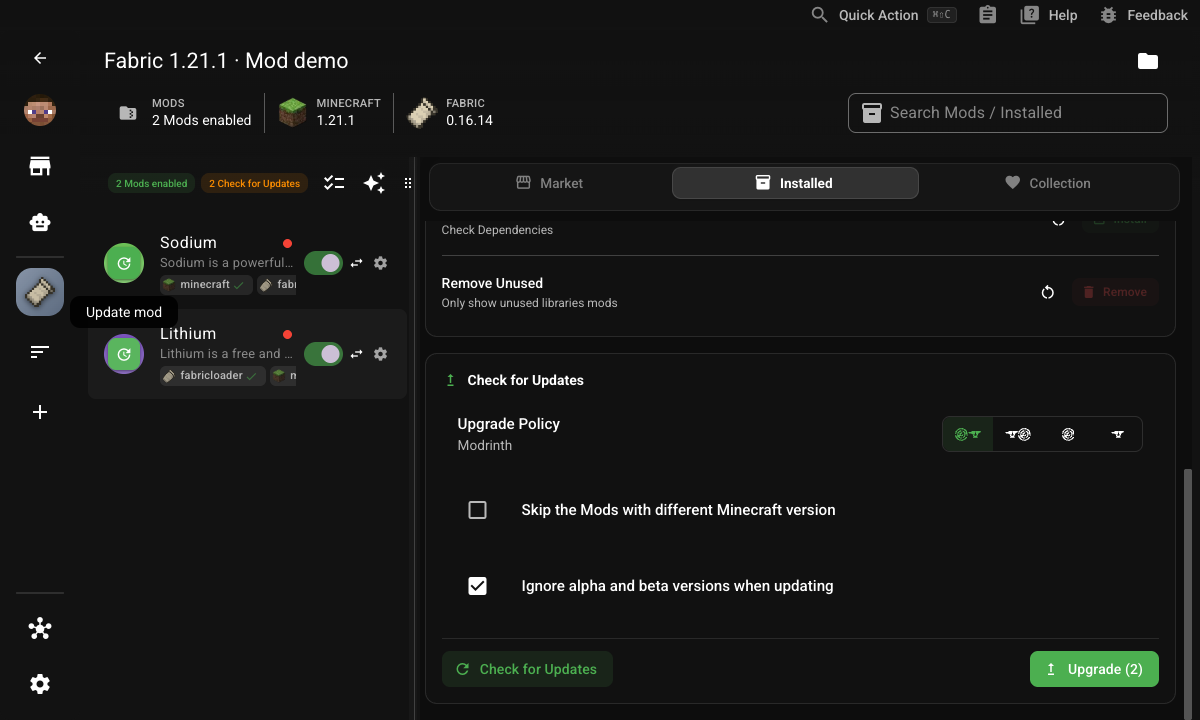 Quick Action
⌘⇧C
Help
Feedback
Fabric 1.21.1 · Mod demo
MODS
2 Mods enabled
MINECRAFT
1.21.1
FABRIC
0.16.14
Search Mods / Installed
2 Mods enabled
2 Check for Updates
Market
Installed
Collection
Sodium
Sodium is a powerful…
minecraft
fabr
Update mod
Lithium
Lithium is a free and …
fabricloader
m
Check Dependencies
Install
Remove Unused
Only show unused libraries mods
Remove
Check for Updates
Upgrade Policy
Modrinth
Skip the Mods with different Minecraft version
Ignore alpha and beta versions when updating
Check for Updates
Upgrade (2)